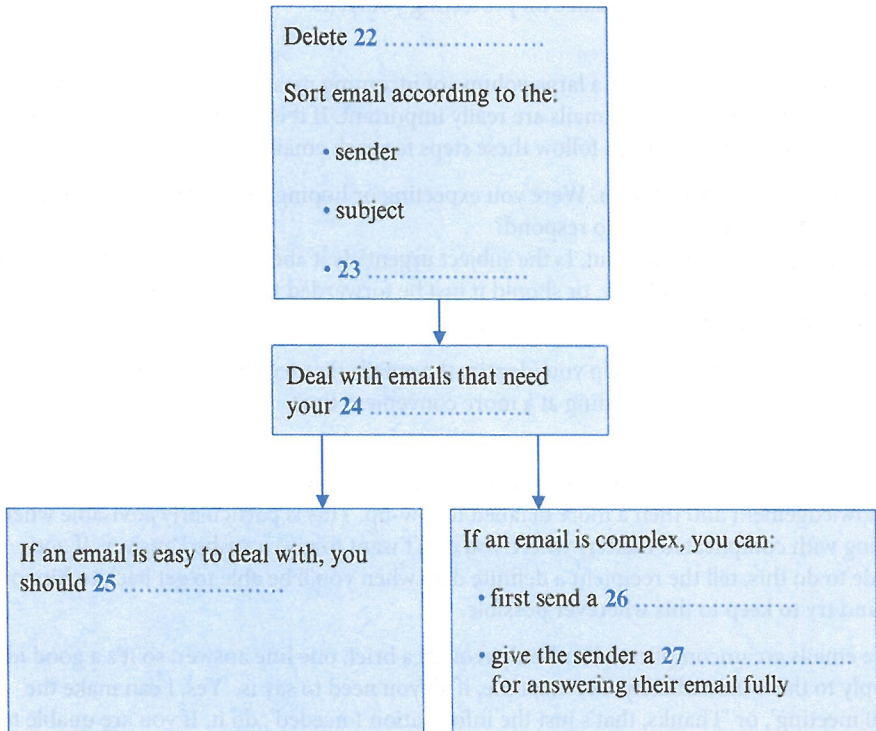 Delete 22 ......................
Sort email according to the:
• sender
• subject
• 23 ......................
Deal with emails that need
your 24 ......................
If an email is easy to deal with, you
should 25 ......................
If an email is complex, you can:
• first send a 26 ......................
• give the sender a 27 ......................
for answering their email fully